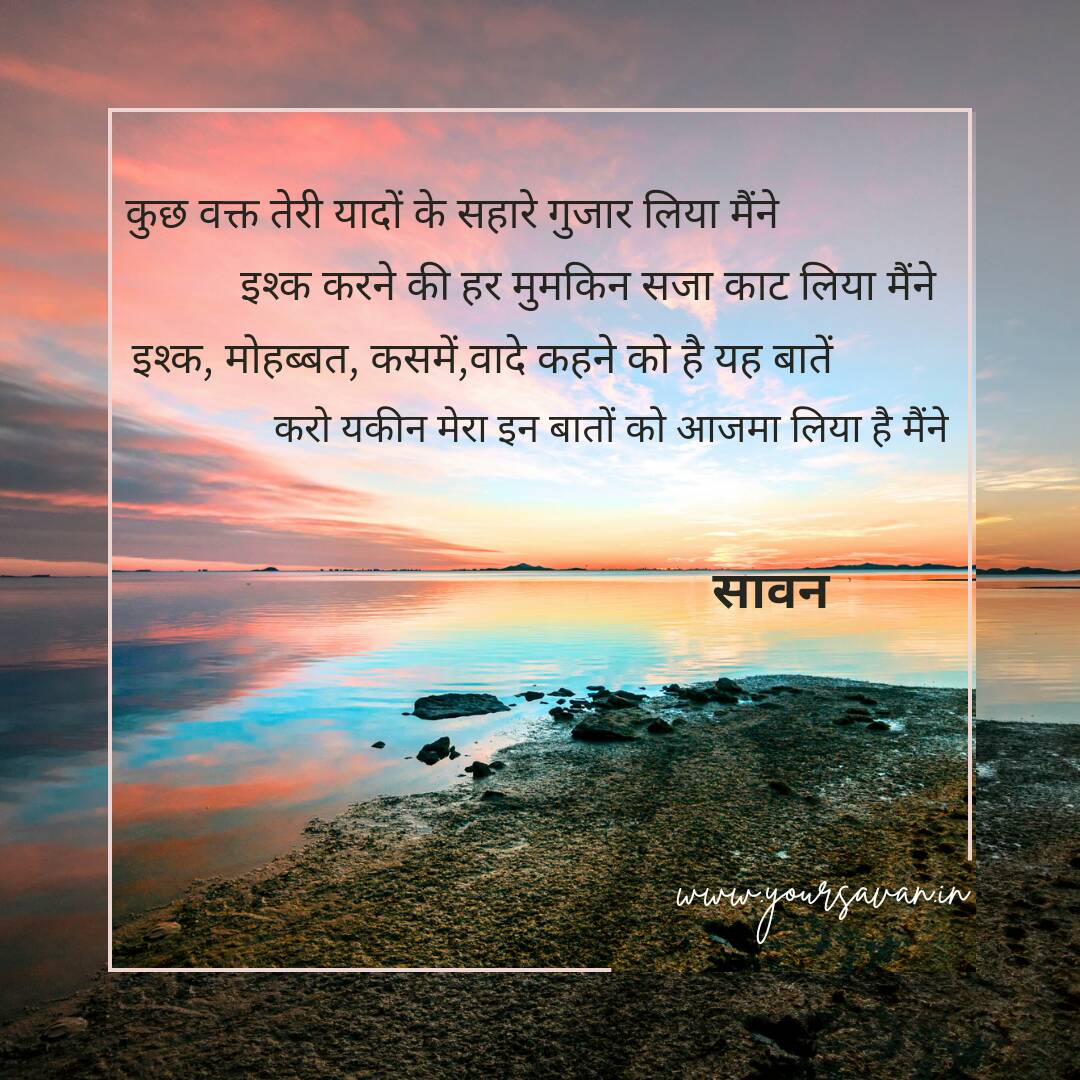 कुछ वक्त तेरी यादों के सहारे गुजार लिया मैंने
इश्क करने की हर मुमकिन सजा काट लिया मैंने
इश्क, मोहब्बत, कसमें,वादे कहने को है यह बातें
करो यकीन मेरा इन बातों को आजमा लिया है मैंने
सावन
www.yoursavan.in